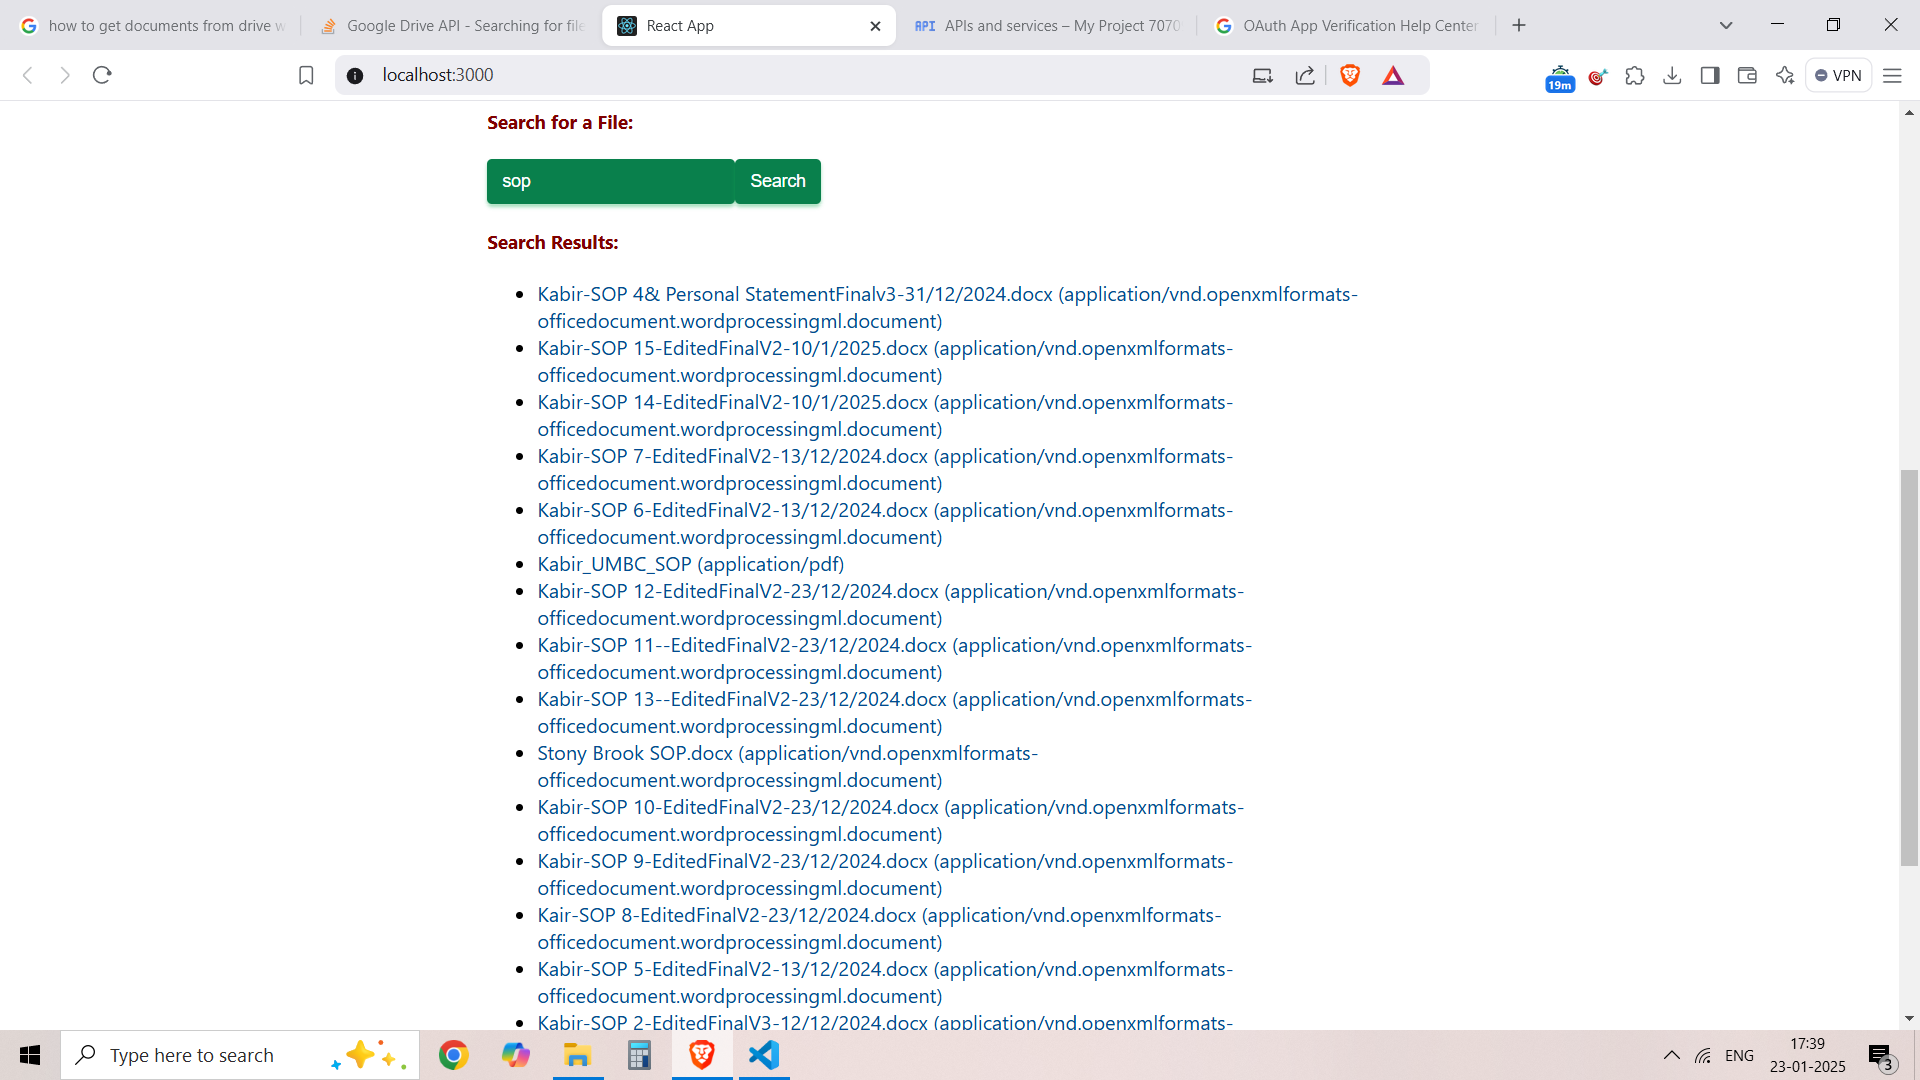 how to get documents from drive w
Google Drive API - Searching for file
React App
API APIs and services – My Project 7070
OAuth App Verification Help Center
localhost:3000
19m
VPN
Search for a File:
sop
Search
Search Results:
Kabir-SOP 4& Personal StatementFinalv3-31/12/2024.docx (application/vnd.openxmlformats-
officedocument.wordprocessingml.document)
Kabir-SOP 15-EditedFinalV2-10/1/2025.docx (application/vnd.openxmlformats-
officedocument.wordprocessingml.document)
Kabir-SOP 14-EditedFinalV2-10/1/2025.docx (application/vnd.openxmlformats-
officedocument.wordprocessingml.document)
Kabir-SOP 7-EditedFinalV2-13/12/2024.docx (application/vnd.openxmlformats-
officedocument.wordprocessingml.document)
Kabir-SOP 6-EditedFinalV2-13/12/2024.docx (application/vnd.openxmlformats-
officedocument.wordprocessingml.document)
Kabir_UMBC_SOP (application/pdf)
Kabir-SOP 12-EditedFinalV2-23/12/2024.docx (application/vnd.openxmlformats-
officedocument.wordprocessingml.document)
Kabir-SOP 11--EditedFinalV2-23/12/2024.docx (application/vnd.openxmlformats-
officedocument.wordprocessingml.document)
Kabir-SOP 13--EditedFinalV2-23/12/2024.docx (application/vnd.openxmlformats-
officedocument.wordprocessingml.document)
Stony Brook SOP.docx (application/vnd.openxmlformats-
officedocument.wordprocessingml.document)
Kabir-SOP 10-EditedFinalV2-23/12/2024.docx (application/vnd.openxmlformats-
officedocument.wordprocessingml.document)
Kabir-SOP 9-EditedFinalV2-23/12/2024.docx (application/vnd.openxmlformats-
officedocument.wordprocessingml.document)
Kair-SOP 8-EditedFinalV2-23/12/2024.docx (application/vnd.openxmlformats-
officedocument.wordprocessingml.document)
Kabir-SOP 5-EditedFinalV2-13/12/2024.docx (application/vnd.openxmlformats-
officedocument.wordprocessingml.document)
Kabir-SOP 2-EditedFinalV3-12/12/2024.docx (application/vnd.openxmlformats-
Type here to search
ENG
17:39
23-01-2025
3